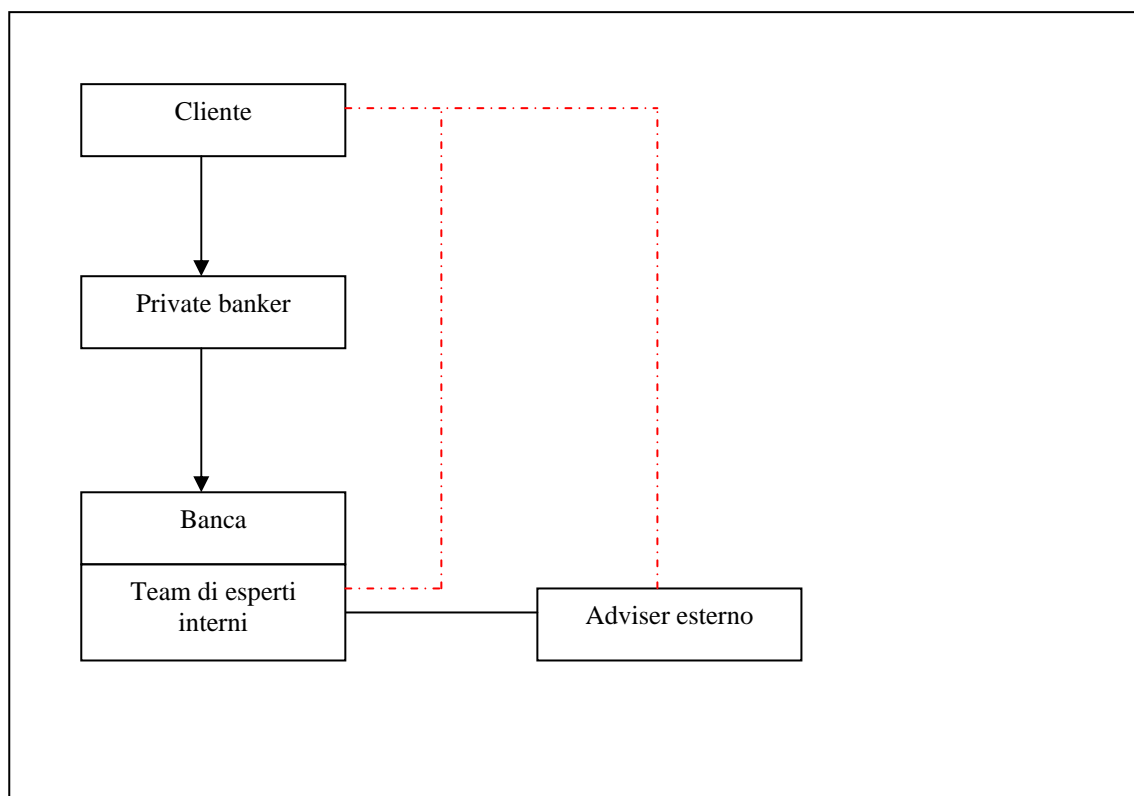 Cliente
Private banker
Banca
Team di esperti
interni
Adviser esterno